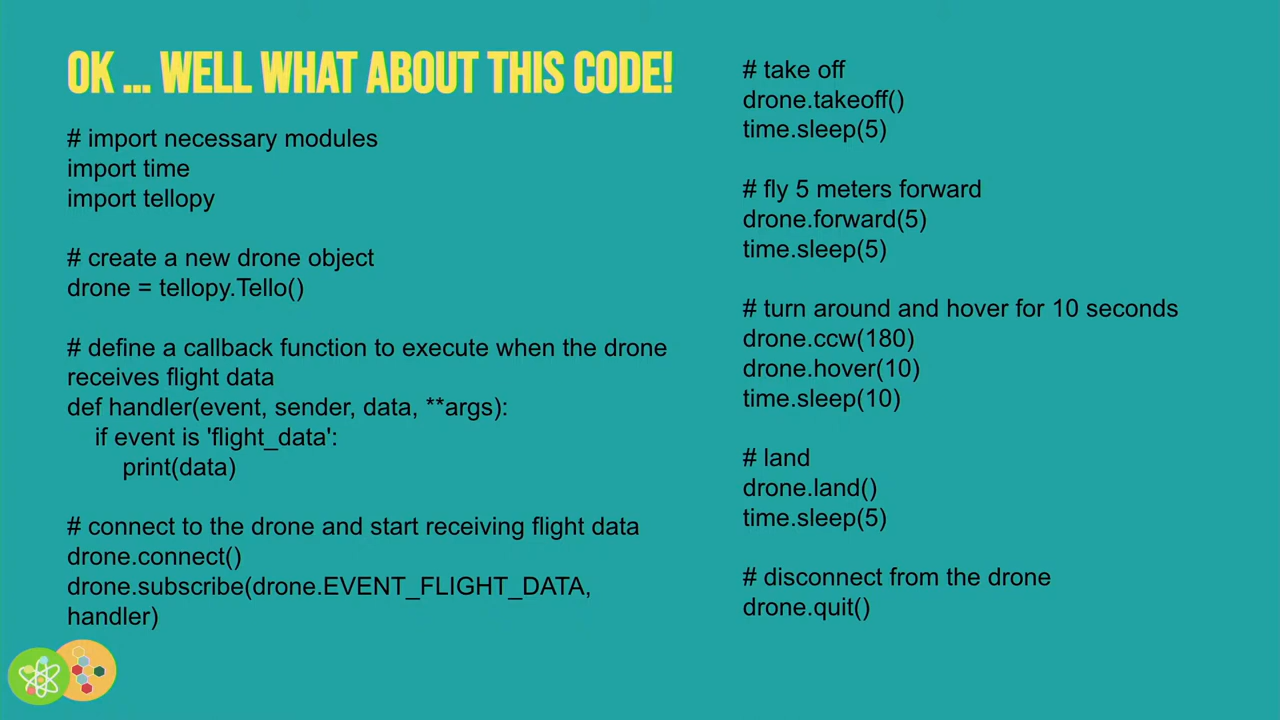 OK ... WELL WHAT ABOUT THIS CODE!
# import necessary modules
import time
import tellopy
# create a new drone object
drone = tellopy.Tello()
# define a callback function to execute when the drone
receives flight data
def handler(event, sender, data, **args):
if event is 'flight_data':
print(data)
# connect to the drone and start receiving flight data
drone.connect()
drone.subscribe(drone.EVENT_FLIGHT_DATA,
handler)
# take off
drone.takeoff()
time.sleep(5)
# fly 5 meters forward
drone.forward(5)
time.sleep(5)
# turn around and hover for 10 seconds
drone.ccw(180)
drone.hover(10)
time.sleep(10)
# land
drone.land()
time.sleep(5)
# disconnect from the drone
drone.quit()